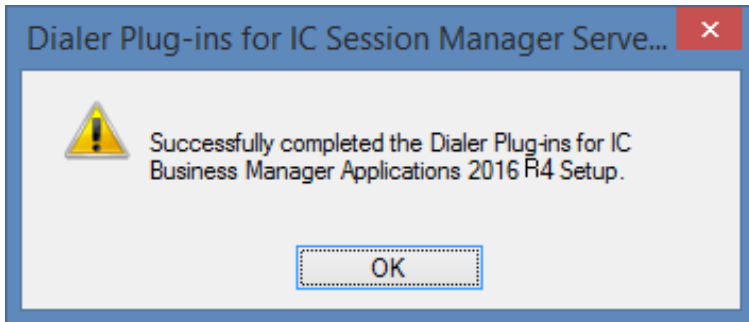 Dialer Plug-ins for IC Session Manager Serve...
Successfully completed the Dialer Plug-ins for IC
Business Manager Applications 2016 R4 Setup.
OK